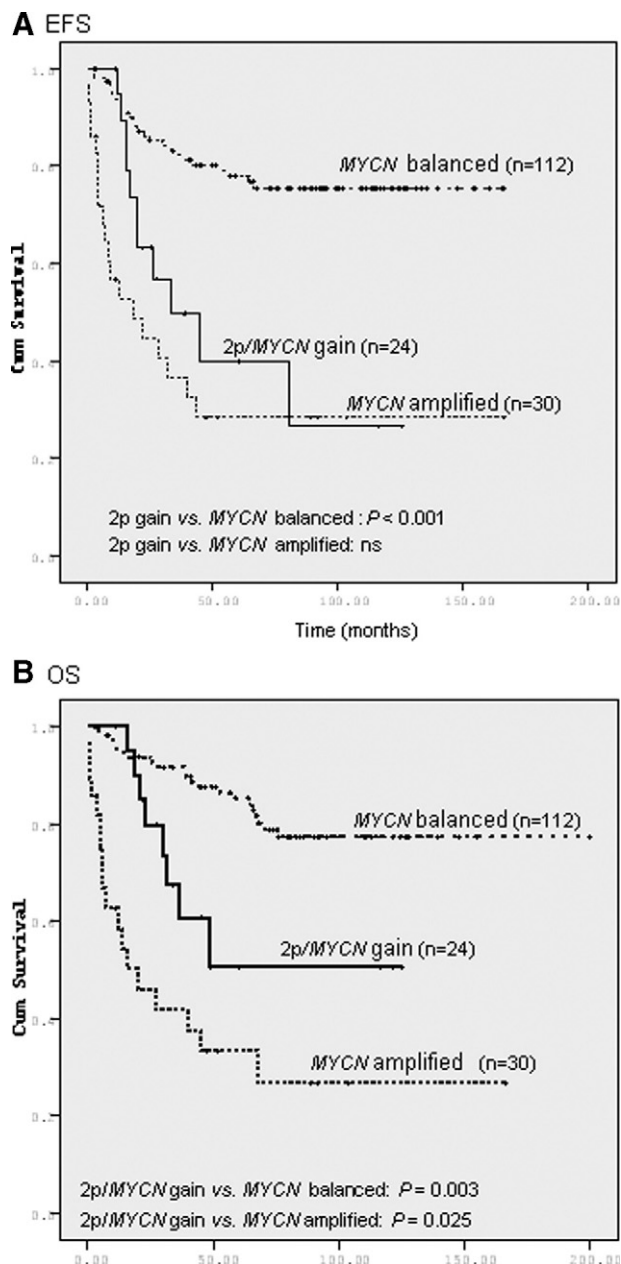 A EFS
1.0
0.8
0.6
0.4
0.2
0.0
Cum Survival
MYCN balanced (n=112)
2p/MYCN gain (n=24)
MYCN amplified (n=30)
2p gain vs. MYCN balanced : P < 0.001
2p gain vs. MYCN amplified: ns
0.00 50.00 100.00 150.00 200.00
Time (months)
B OS
1.0
0.8
0.6
0.4
0.2
0.0
Cum Survival
MYCN balanced (n=112)
2p/MYCN gain (n=24)
MYCN amplified (n=30)
2p/MYCN gain vs. MYCN balanced: P = 0.003
2p/MYCN gain vs. MYCN amplified: P = 0.025
0.00 50.00 100.00 150.00 200.00